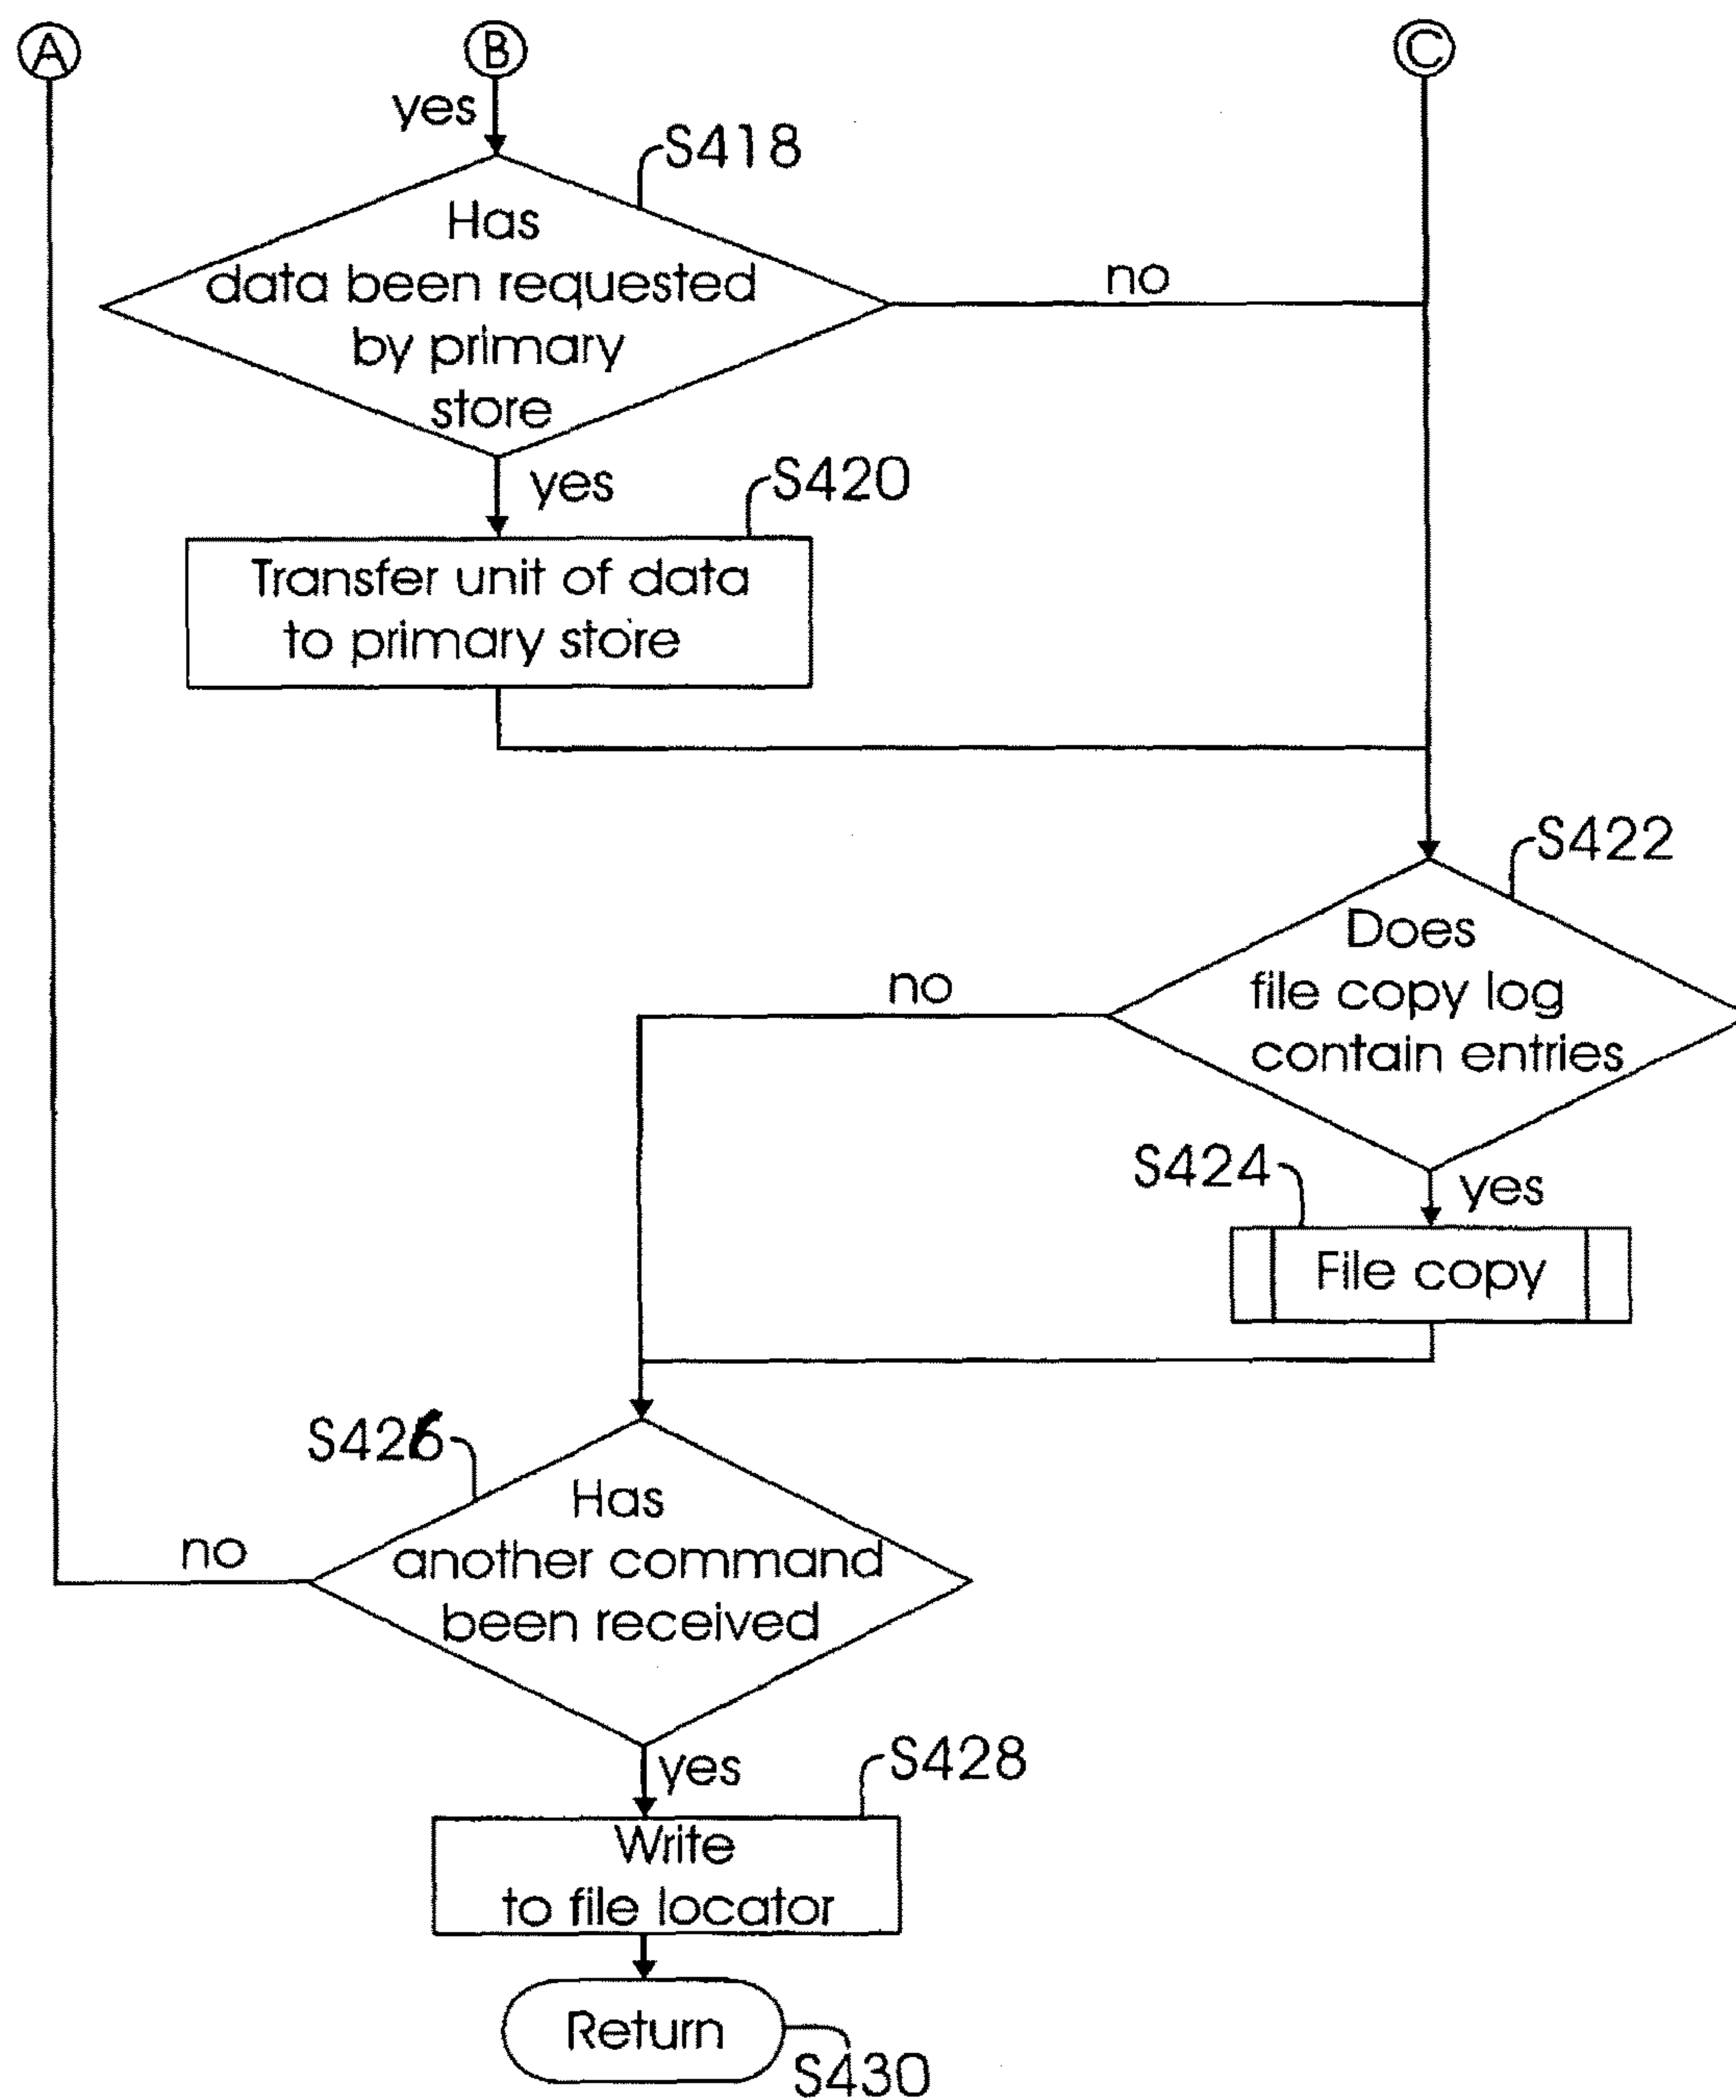 A
B
C
yes
S418
Has
data been requested
by primary
store
no
yes
S420
Transfer unit of data
to primary store
S422
Does
file copy log
contain entries
no
S424
yes
File copy
S426
Has
another command
been received
no
yes
S428
Write
to file locator
Return
S430